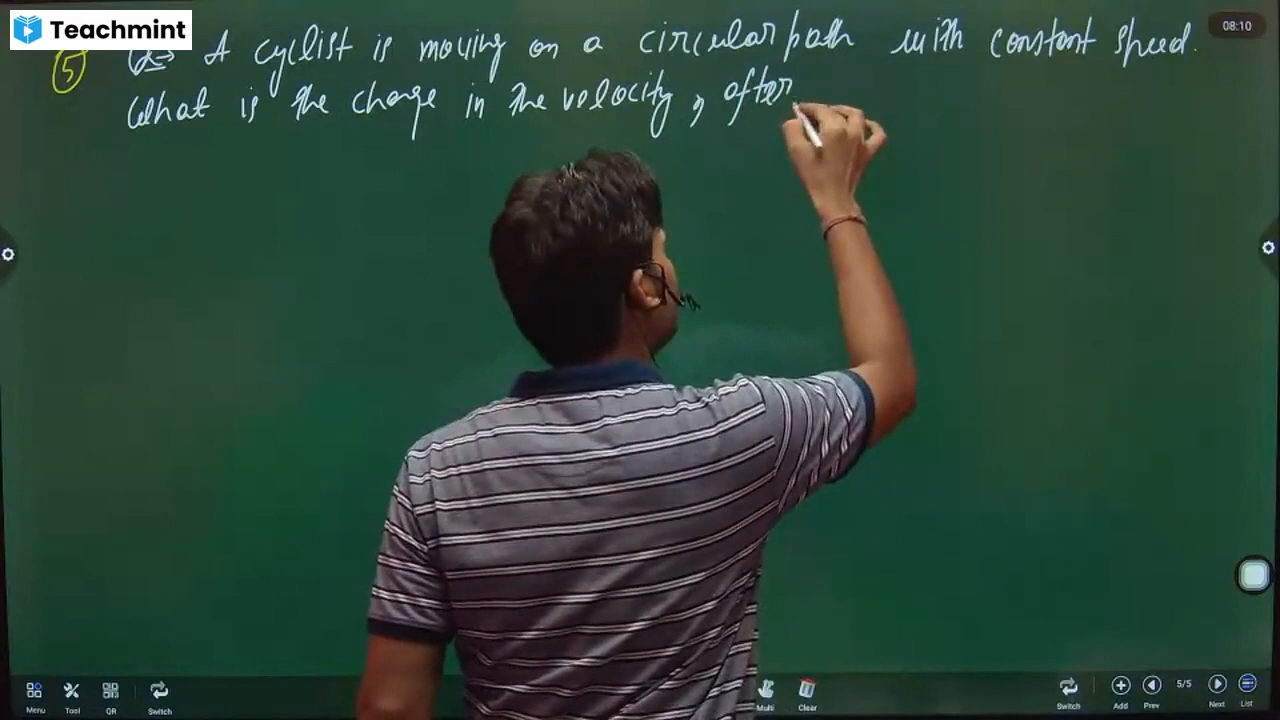 Teachmint
08:10
5 Q⇒ A cyclist is moving on a circular path with constant speed.
What is the change in the velocity, after
Menu Tool QR Switch Multi Clear Switch Add Prev 5/5 Next List